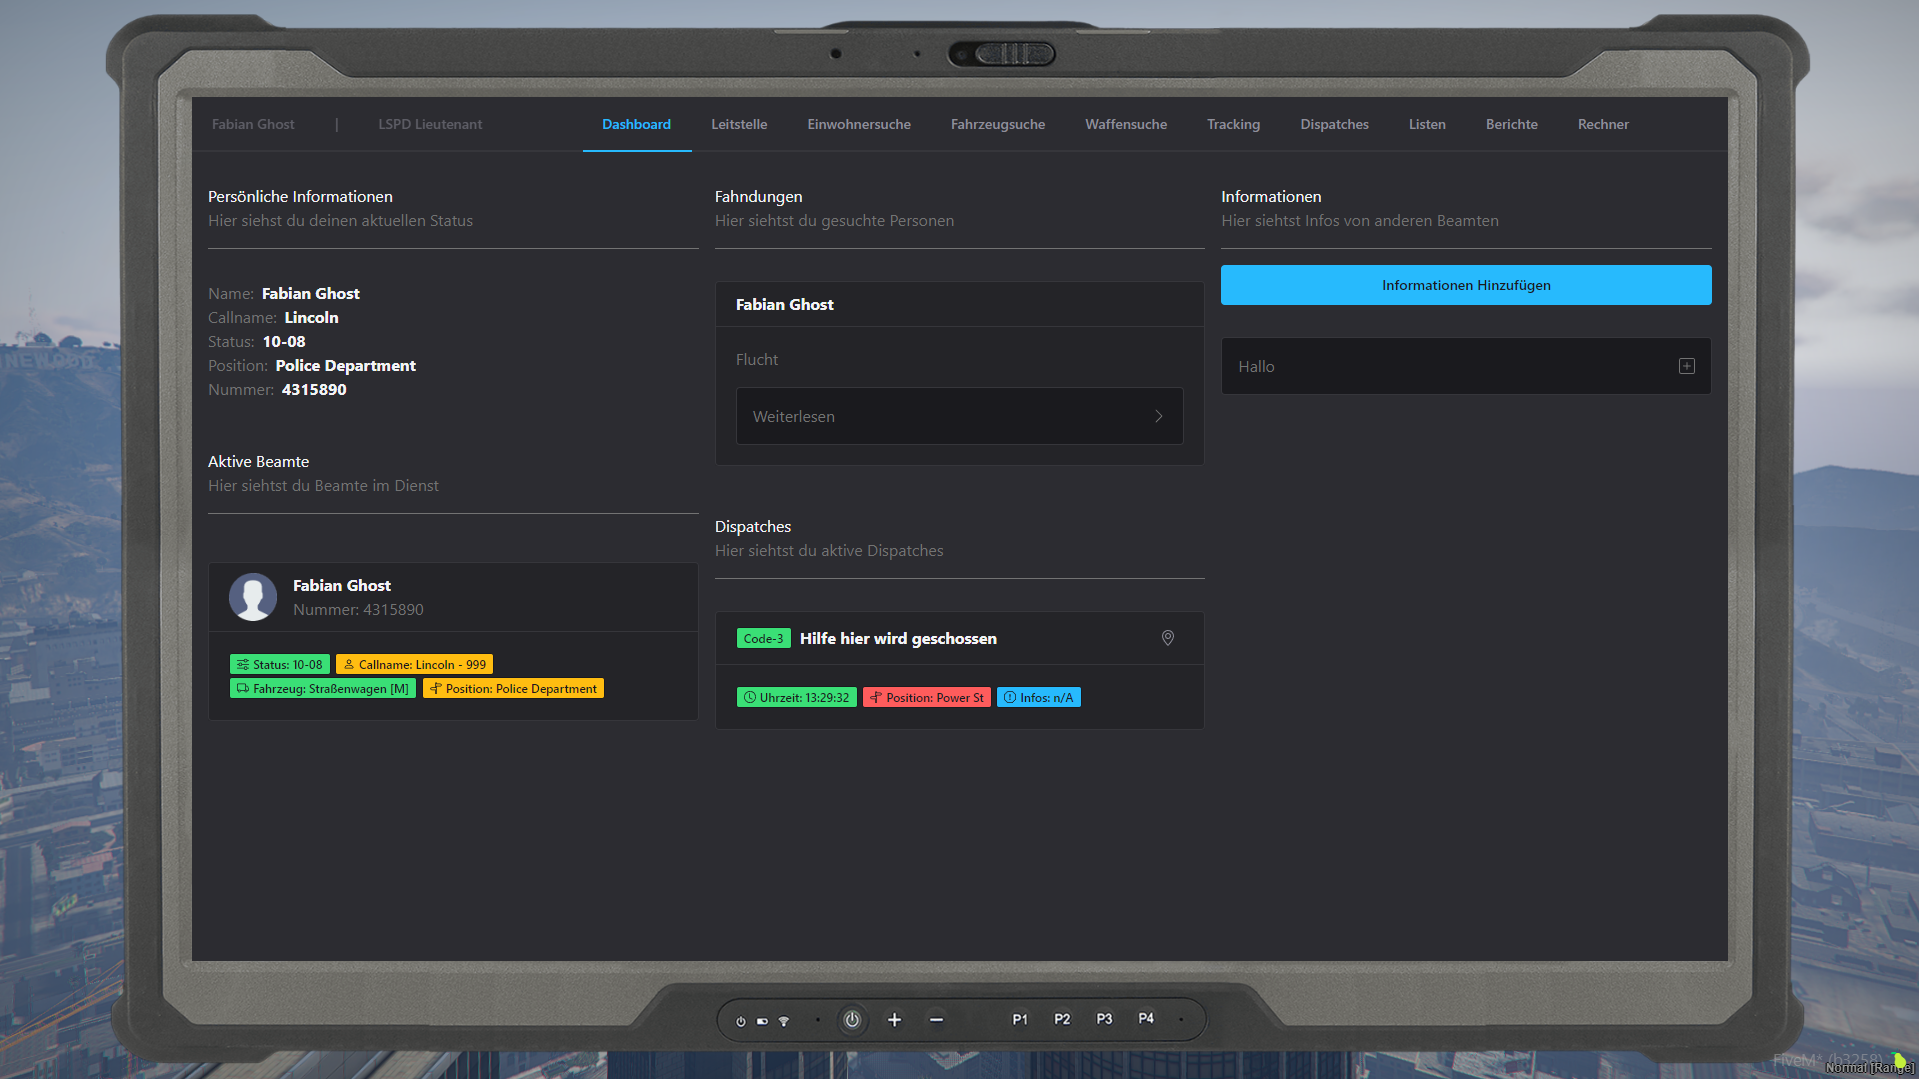 Fabian Ghost | LSPD Lieutenant
Dashboard Leitstelle Einwohnersuche Fahrzeugsuche Waffensuche Tracking Dispatches Listen Berichte Rechner
Persönliche Informationen
Hier siehst du deinen aktuellen Status
Name: Fabian Ghost
Callname: Lincoln
Status: 10-08
Position: Police Department
Nummer: 4315890
Aktive Beamte
Hier siehtst du Beamte im Dienst
Fabian Ghost
Nummer: 4315890
Status: 10-08 Callname: Lincoln - 999
Fahrzeug: Straßenwagen [M] Position: Police Department
Fahndungen
Hier siehtst du gesuchte Personen
Fabian Ghost
Flucht
Weiterlesen
Dispatches
Hier siehtst du aktive Dispatches
Code-3 Hilfe hier wird geschossen
Uhrzeit: 13:29:32 Position: Power St Infos: n/A
Informationen
Hier siehtst Infos von anderen Beamten
Informationen Hinzufügen
Hallo
P1 P2 P3 P4
FiveM* (b3258)
Normal [Range]